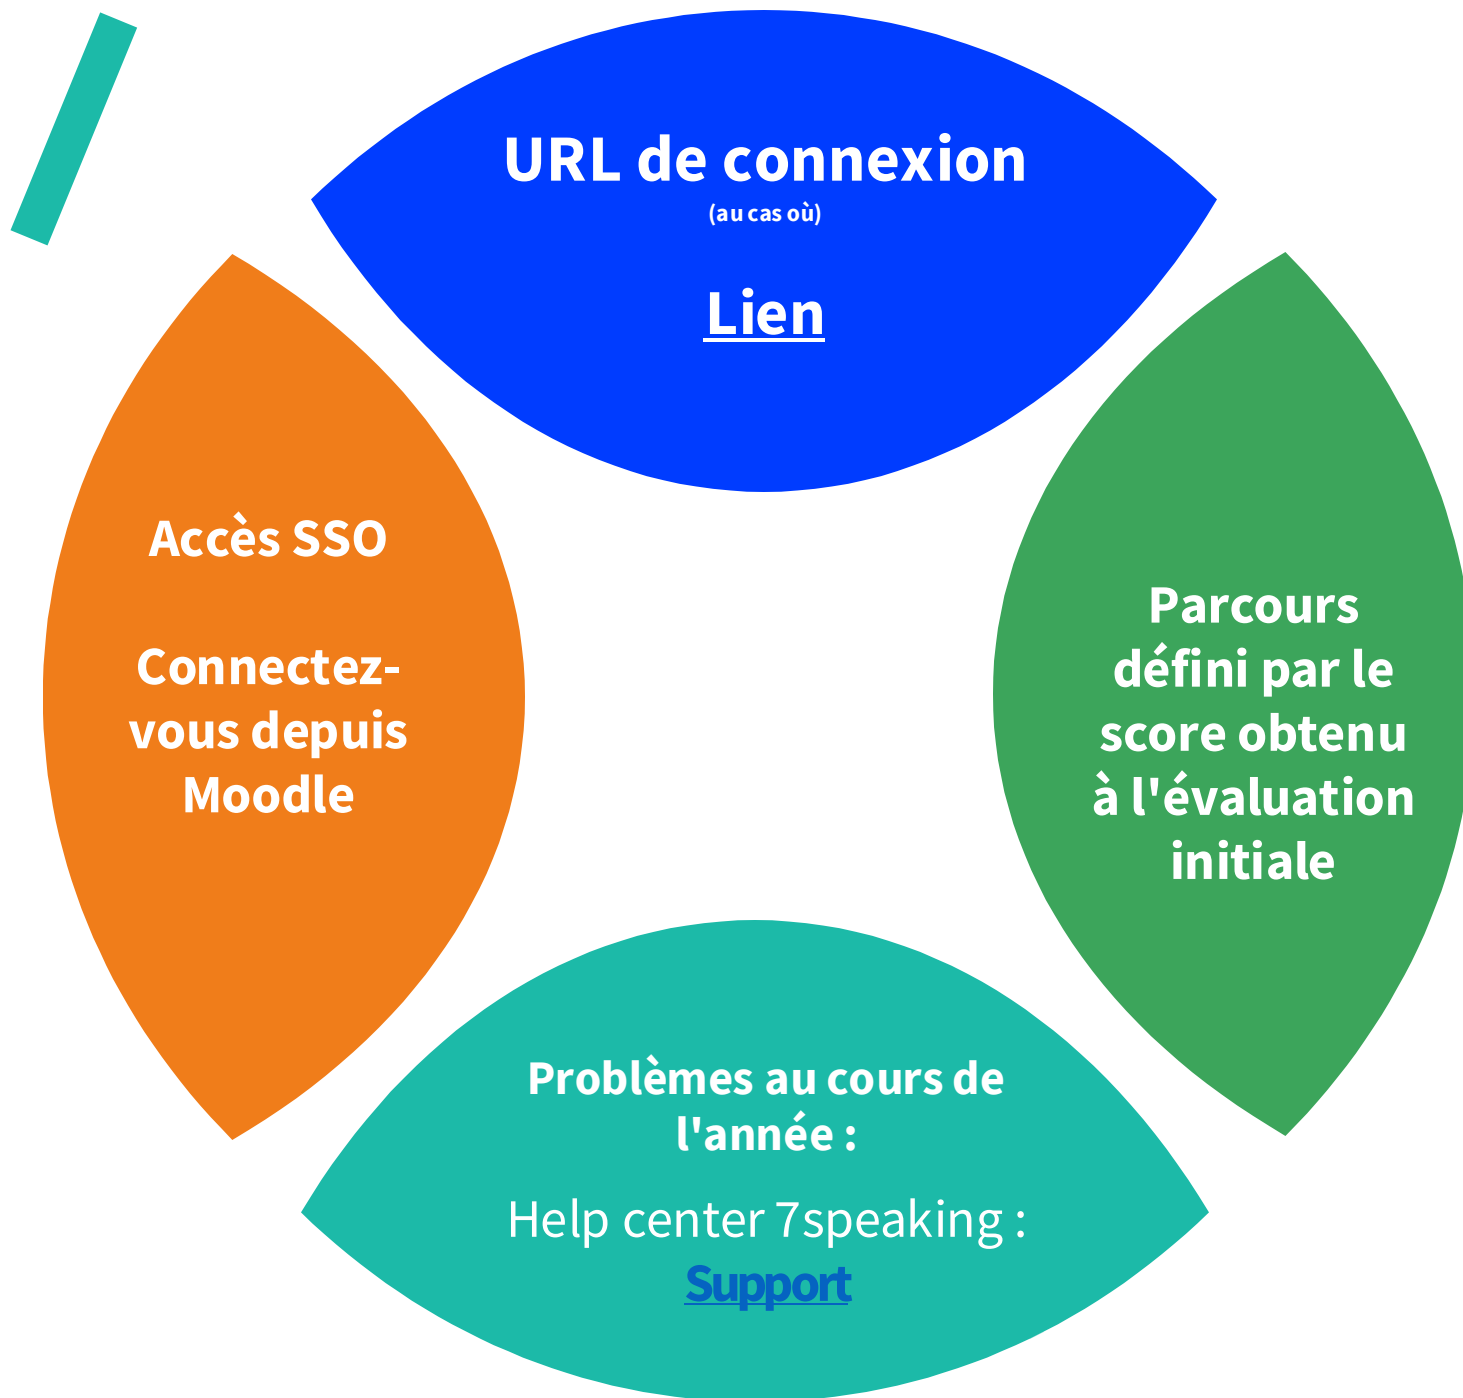 URL de connexion
(au cas où)
Lien
Accès SSO
Connectez-
vous depuis
Moodle
Parcours
défini par le
score obtenu
à l'évaluation
initiale
Problèmes au cours de
l'année :
Help center 7speaking :
Support